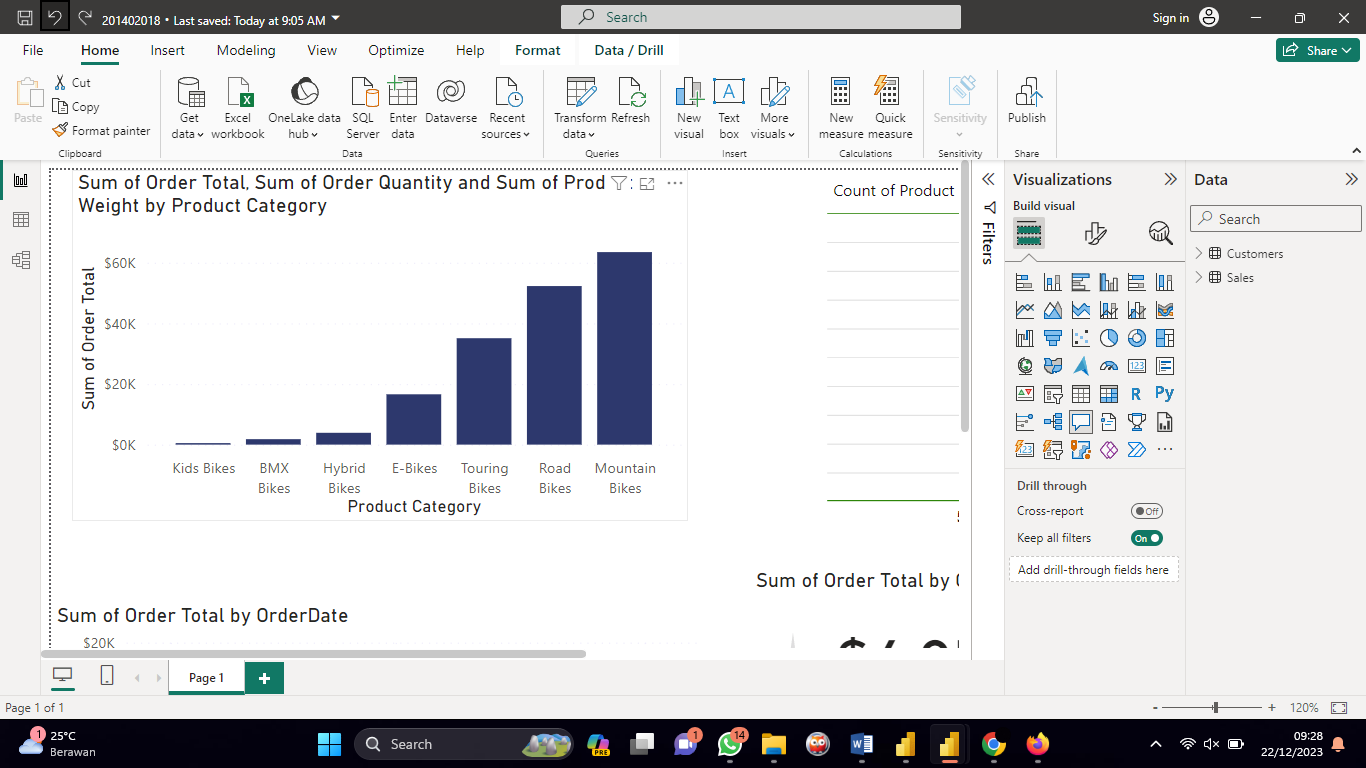 201402018 • Last saved: Today at 9:05 AM
Search
Sign in
File Home Insert Modeling View Optimize Help Format Data / Drill
Share
Paste
Cut
Copy
Format painter
Clipboard
Get data
Excel workbook
OneLake data hub
SQL Server
Enter data
Dataverse
Recent sources
Data
Transform data
Refresh
Queries
New visual
Text box
More visuals
Insert
New measure
Quick measure
Calculations
Sensitivity
Sensitivity
Publish
Share
Sum of Order Total, Sum of Order Quantity and Sum of Prod
Weight by Product Category
Sum of Order Total
$60K
$40K
$20K
$0K
Kids Bikes
BMX Bikes
Hybrid Bikes
E-Bikes
Touring Bikes
Road Bikes
Mountain Bikes
Product Category
Count of Product
Sum of Order Total by
Sum of Order Total by OrderDate
$20K
Filters
Visualizations
Build visual
123
R
Py
123
Drill through
Cross-report
Off
Keep all filters
On
Add drill-through fields here
Data
Search
Customers
Sales
Page 1
+
Page 1 of 1
- + 120%
1
25°C
Berawan
Search
PRE
1
14
W
09:28
22/12/2023